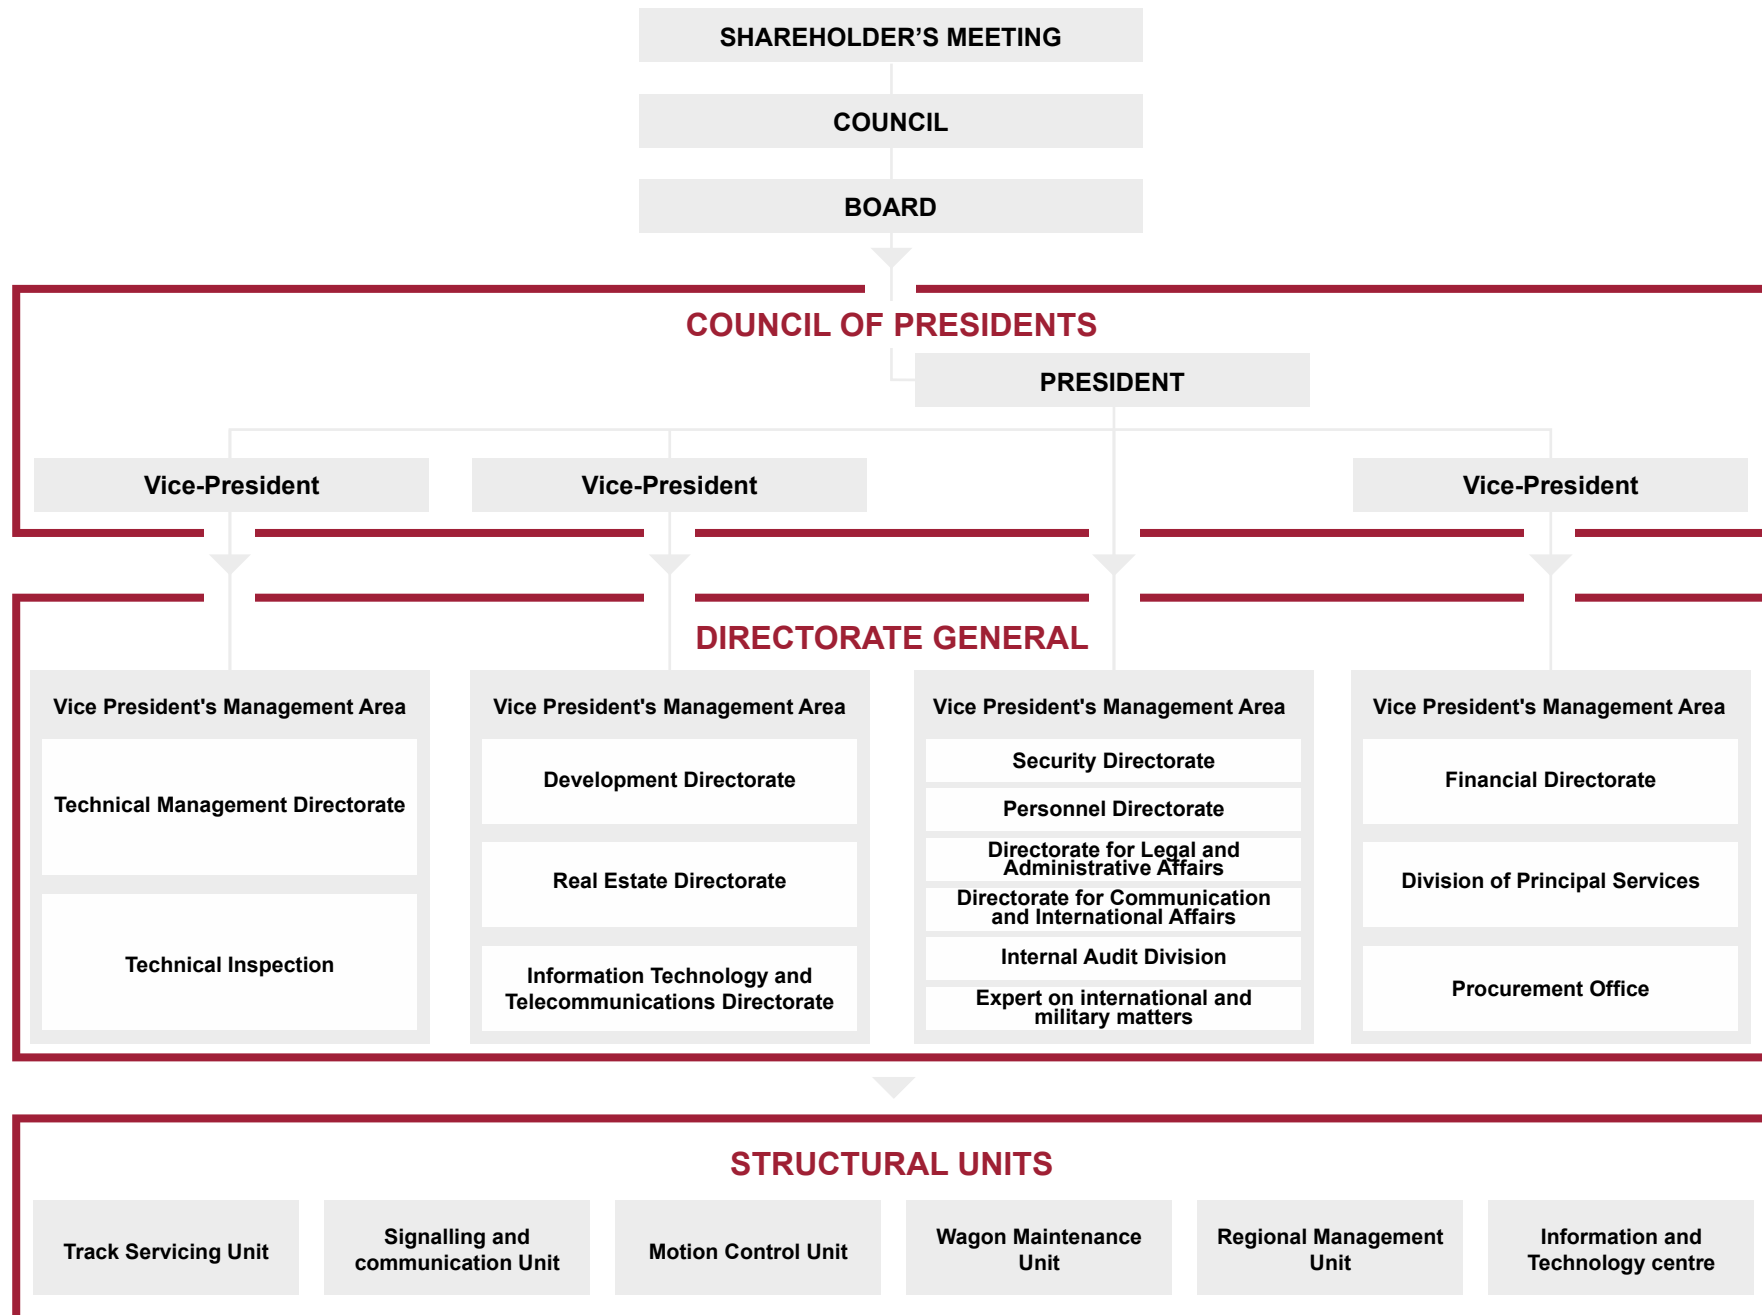 SHAREHOLDER’S MEETING
COUNCIL
BOARD
COUNCIL OF PRESIDENTS
PRESIDENT
Vice-President
Vice-President
Vice-President
DIRECTORATE GENERAL
Vice President's Management Area
Technical Management Directorate
Technical Inspection
Vice President's Management Area
Development Directorate
Real Estate Directorate
Information Technology and
Telecommunications Directorate
Vice President's Management Area
Security Directorate
Personnel Directorate
Directorate for Legal and
Administrative Affairs
Directorate for Communication
and International Affairs
Internal Audit Division
Expert on international and
military matters
Vice President's Management Area
Financial Directorate
Division of Principal Services
Procurement Office
STRUCTURAL UNITS
Track Servicing Unit
Signalling and
communication Unit
Motion Control Unit
Wagon Maintenance
Unit
Regional Management
Unit
Information and
Technology centre